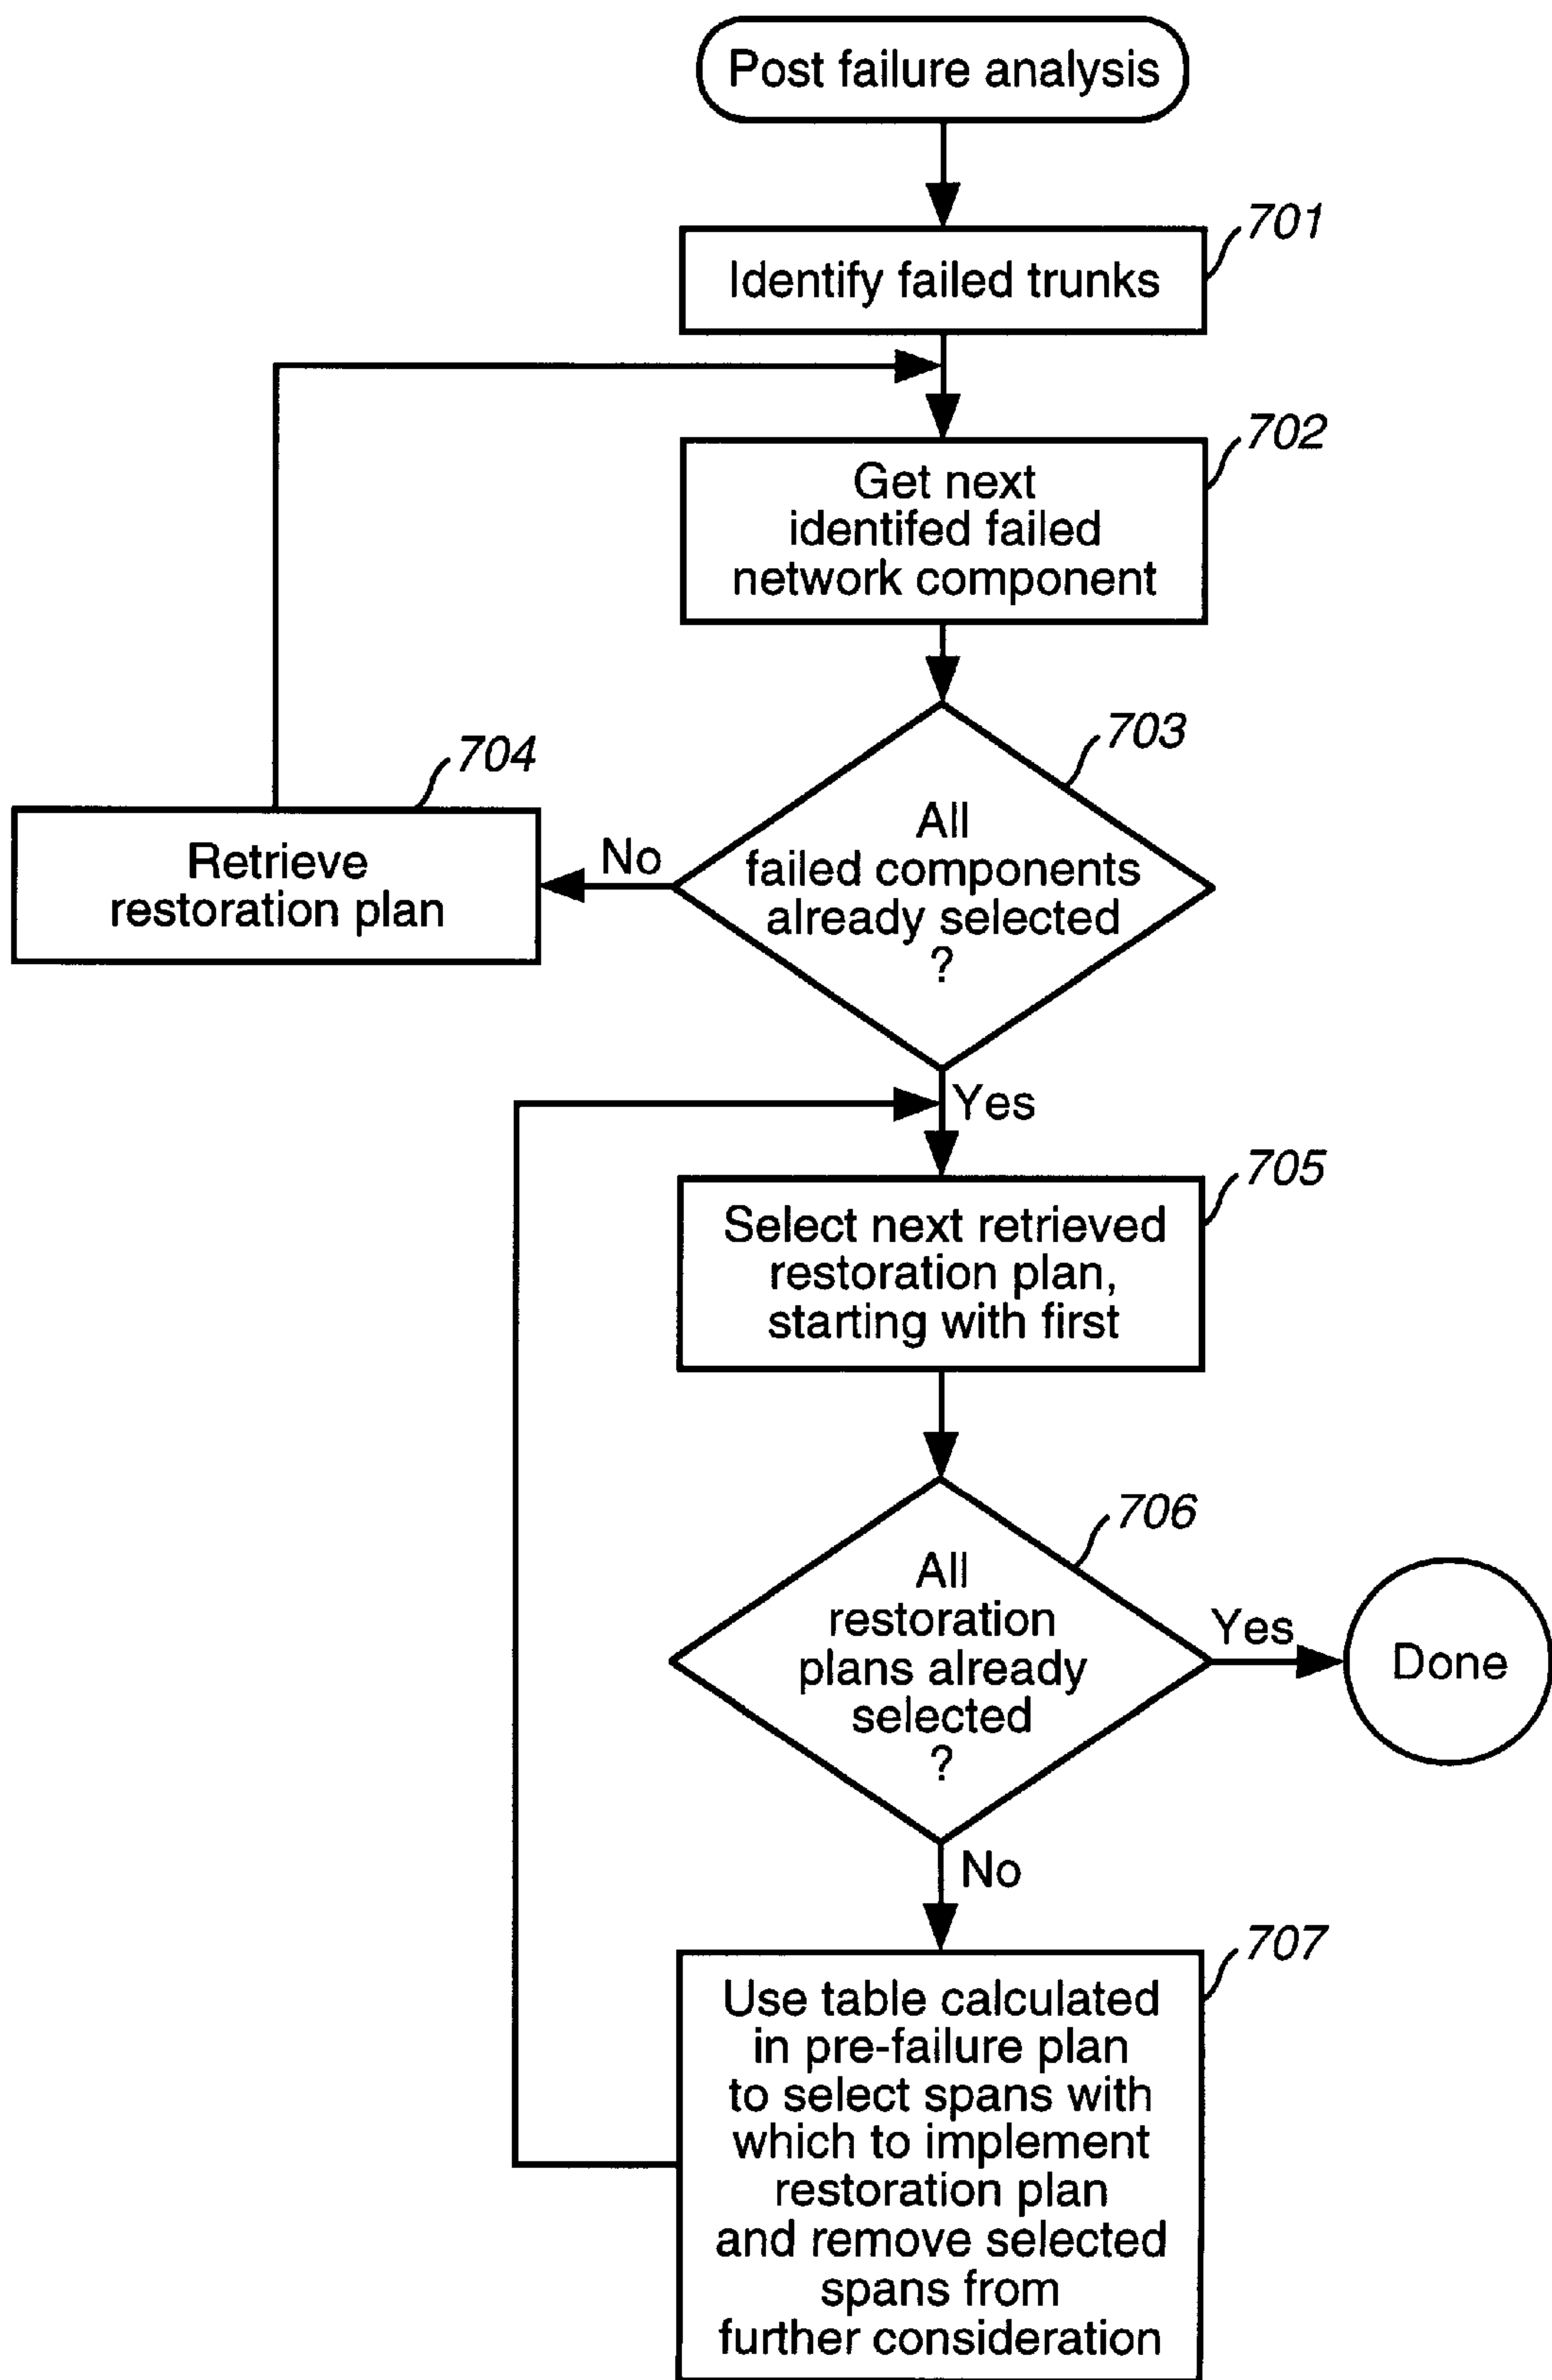 Post failure analysis
701
Identify failed trunks
702
Get next
identifed failed
network component
703
All
failed components
already selected
?
704
No
Retrieve
restoration plan
Yes
705
Select next retrieved
restoration plan,
starting with first
706
All
restoration
plans already
selected
?
Yes
Done
No
707
Use table calculated
in pre-failure plan
to select spans with
which to implement
restoration plan
and remove selected
spans from
further consideration